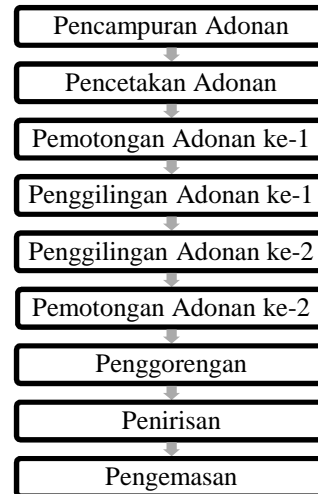 Pencampuran Adonan
Pencetakan Adonan
Pemotongan Adonan ke-1
Penggilingan Adonan ke-1
Penggilingan Adonan ke-2
Pemotongan Adonan ke-2
Penggorengan
Penirisan
Pengemasan